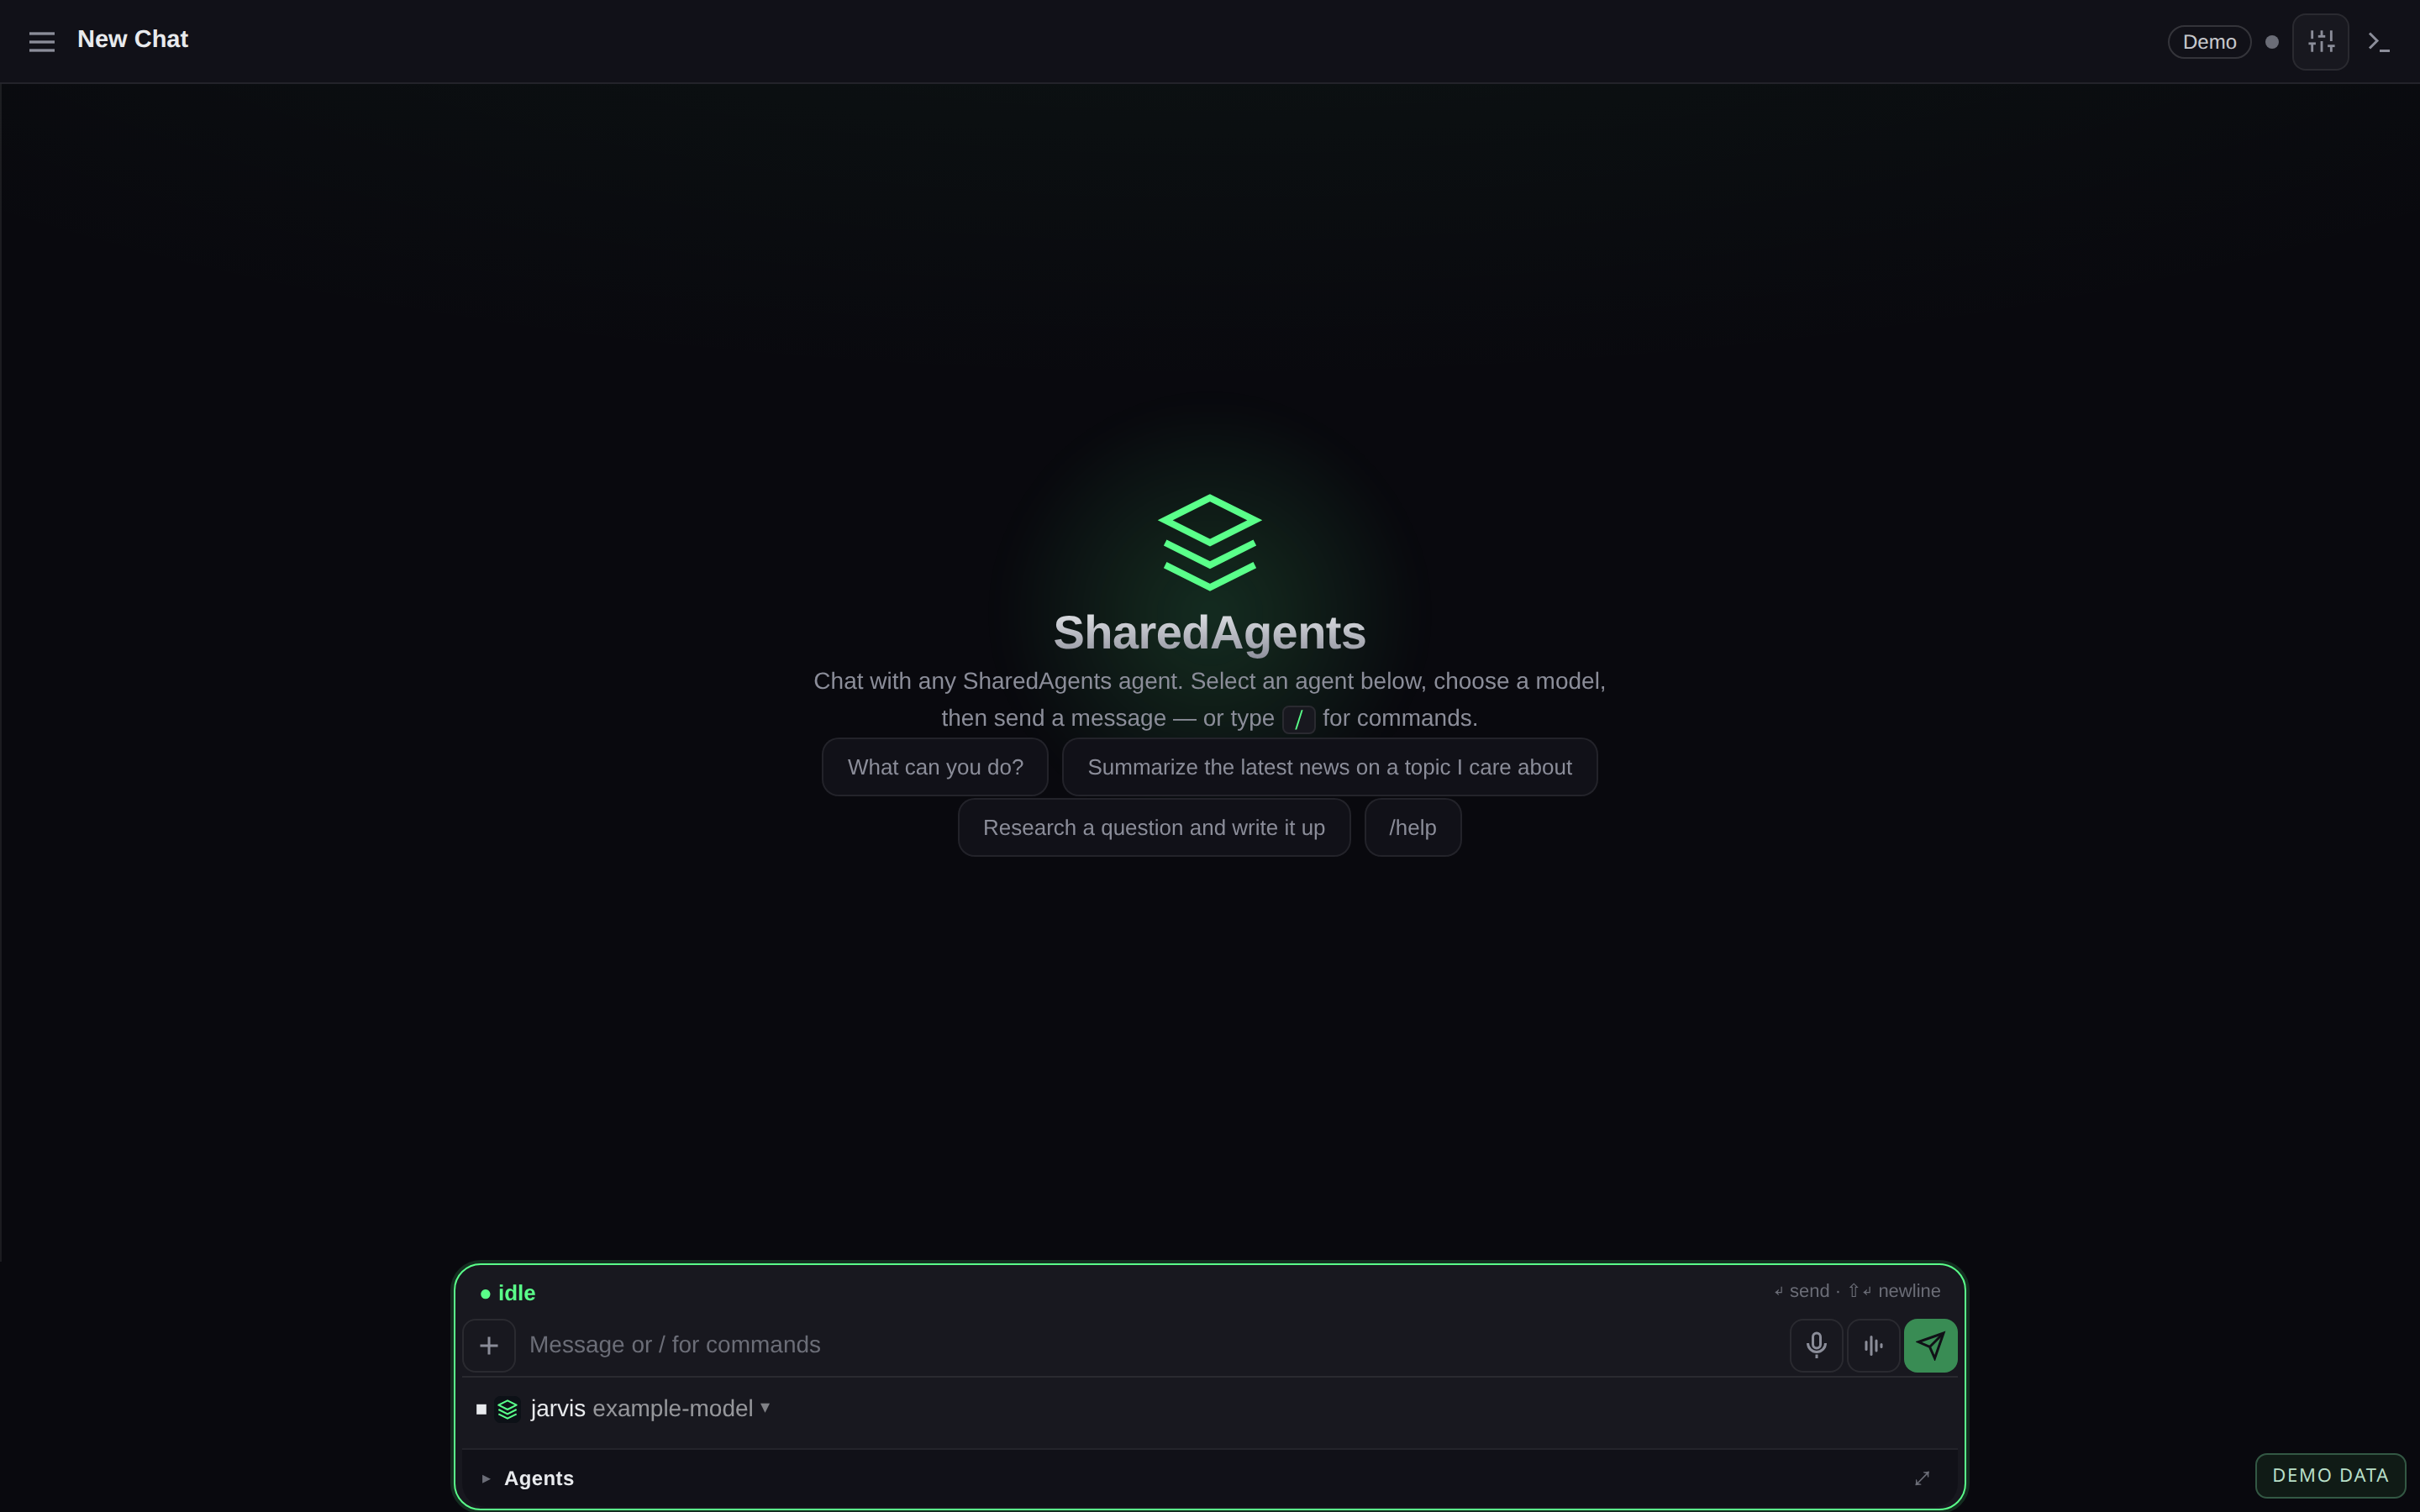 New Chat
Demo
SharedAgents
Chat with any SharedAgents agent. Select an agent below, choose a model,
then send a message — or type / for commands.
What can you do?
Summarize the latest news on a topic I care about
Research a question and write it up
/help
idle
↲ send · ⇧↲ newline
Message or / for commands
jarvis example-model ▾
▸ Agents
DEMO DATA